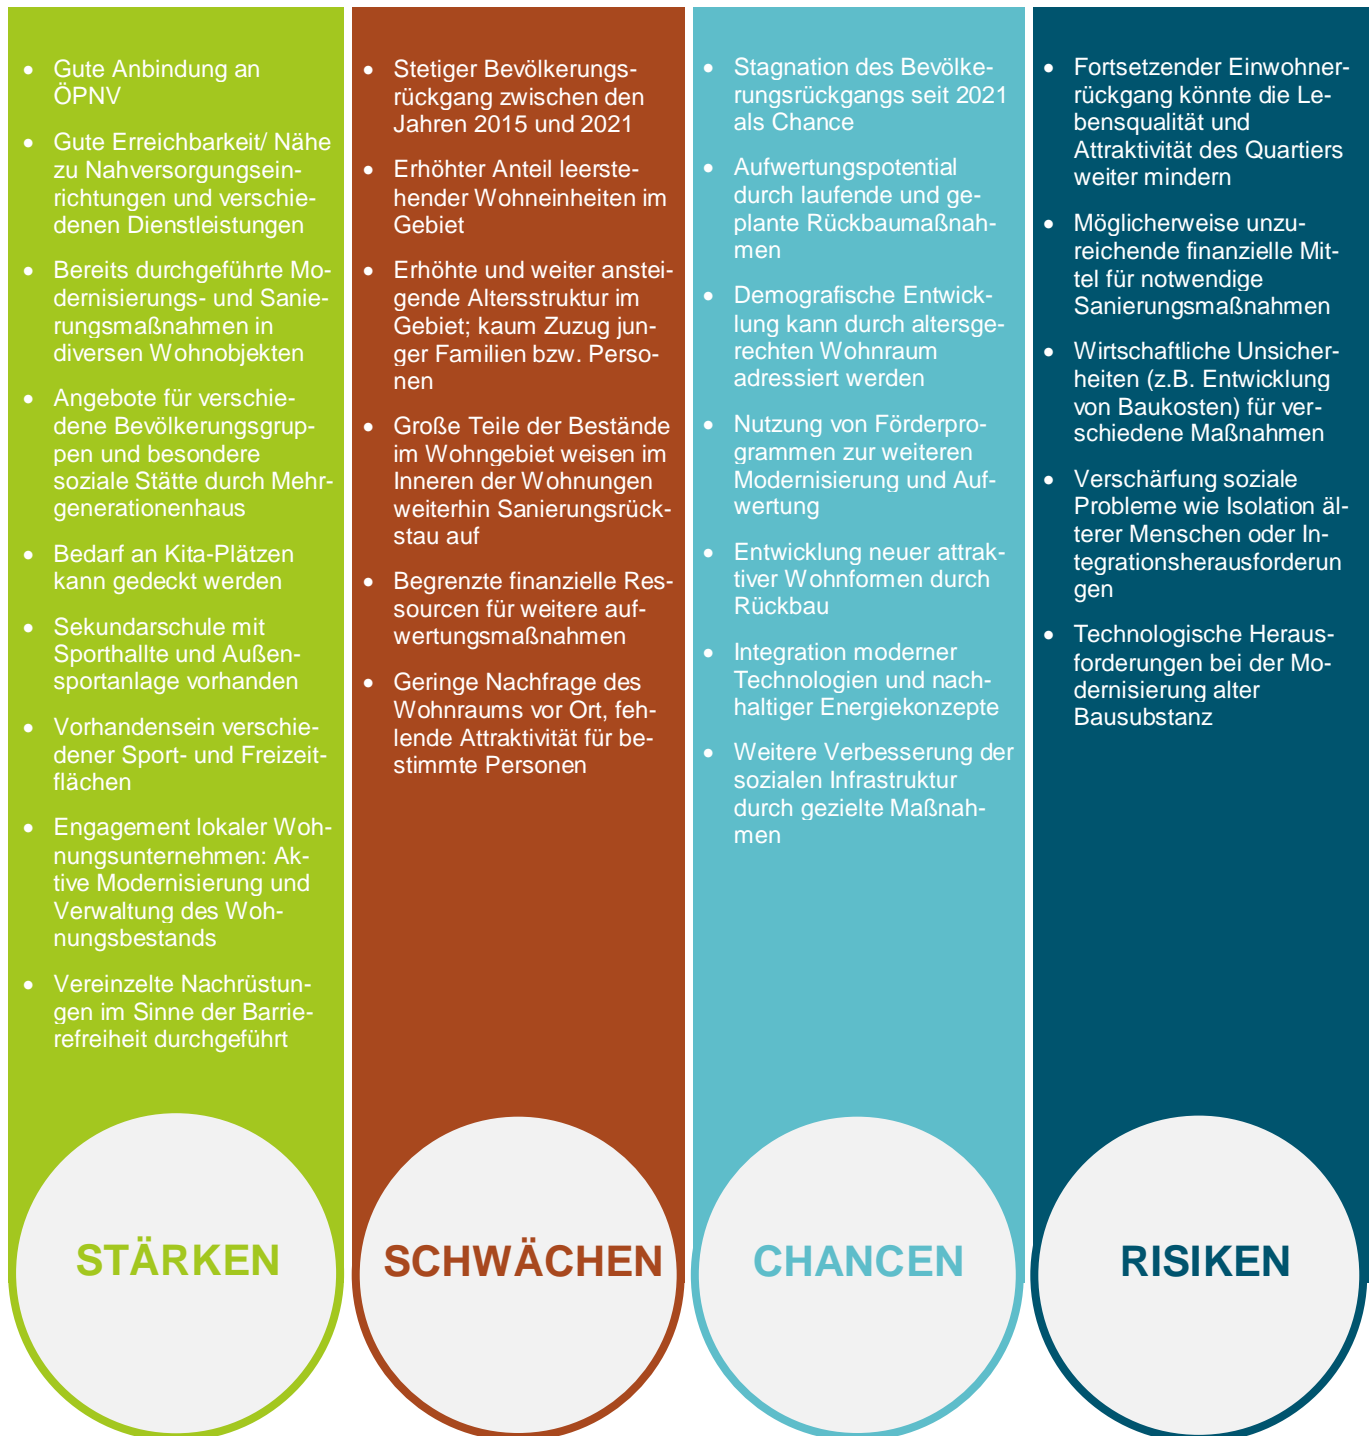 • Gute Anbindung an
ÖPNV
• Gute Erreichbarkeit/ Nähe
zu Nahversorgungsein-
richtungen und verschie-
denen Dienstleistungen
• Bereits durchgeführte Mo-
dernisierungs- und Sanie-
rungsmaßnahmen in
diversen Wohnobjekten
• Angebote für verschie-
dene Bevölkerungsgrup-
pen und besondere
soziale Stätte durch Mehr-
generationenhaus
• Bedarf an Kita-Plätzen
kann gedeckt werden
• Sekundarschule mit
Sporthallte und Außen-
sportanlage vorhanden
• Vorhandensein verschie-
dener Sport- und Freizeit-
flächen
• Engagement lokaler Woh-
nungsunternehmen: Ak-
tive Modernisierung und
Verwaltung des Woh-
nungsbestands
• Vereinzelte Nachrüstun-
gen im Sinne der Barrie-
refreiheit durchgeführt
STÄRKEN
• Stetiger Bevölkerungs-
rückgang zwischen den
Jahren 2015 und 2021
• Erhöhter Anteil leerste-
hender Wohneinheiten im
Gebiet
• Erhöhte und weiter anstei-
gende Altersstruktur im
Gebiet; kaum Zuzug jun-
ger Familien bzw. Perso-
nen
• Große Teile der Bestände
im Wohngebiet weisen im
Inneren der Wohnungen
weiterhin Sanierungsrück-
stau auf
• Begrenzte finanzielle Res-
sourcen für weitere auf-
wertungsmaßnahmen
• Geringe Nachfrage des
Wohnraums vor Ort, feh-
lende Attraktivität für be-
stimmte Personen
SCHWÄCHEN
• Stagnation des Bevölke-
rungsrückgangs seit 2021
als Chance
• Aufwertungspotential
durch laufende und ge-
plante Rückbaumaßnah-
men
• Demografische Entwick-
lung kann durch altersge-
rechten Wohnraum
adressiert werden
• Nutzung von Förderpro-
grammen zur weiteren
Modernisierung und Auf-
wertung
• Entwicklung neuer attrak-
tiver Wohnformen durch
Rückbau
• Integration moderner
Technologien und nach-
haltiger Energiekonzepte
• Weitere Verbesserung der
sozialen Infrastruktur
durch gezielte Maßnah-
men
CHANCEN
• Fortsetzender Einwohner-
rückgang könnte die Le-
bensqualität und
Attraktivität des Quartiers
weiter mindern
• Möglicherweise unzu-
reichende finanzielle Mit-
tel für notwendige
Sanierungsmaßnahmen
• Wirtschaftliche Unsicher-
heiten (z.B. Entwicklung
von Baukosten) für ver-
schiedene Maßnahmen
• Verschärfung soziale
Probleme wie Isolation äl-
terer Menschen oder In-
tegrationsherausforderun
gen
• Technologische Heraus-
forderungen bei der Mo-
dernisierung alter
Bausubstanz
RISIKEN